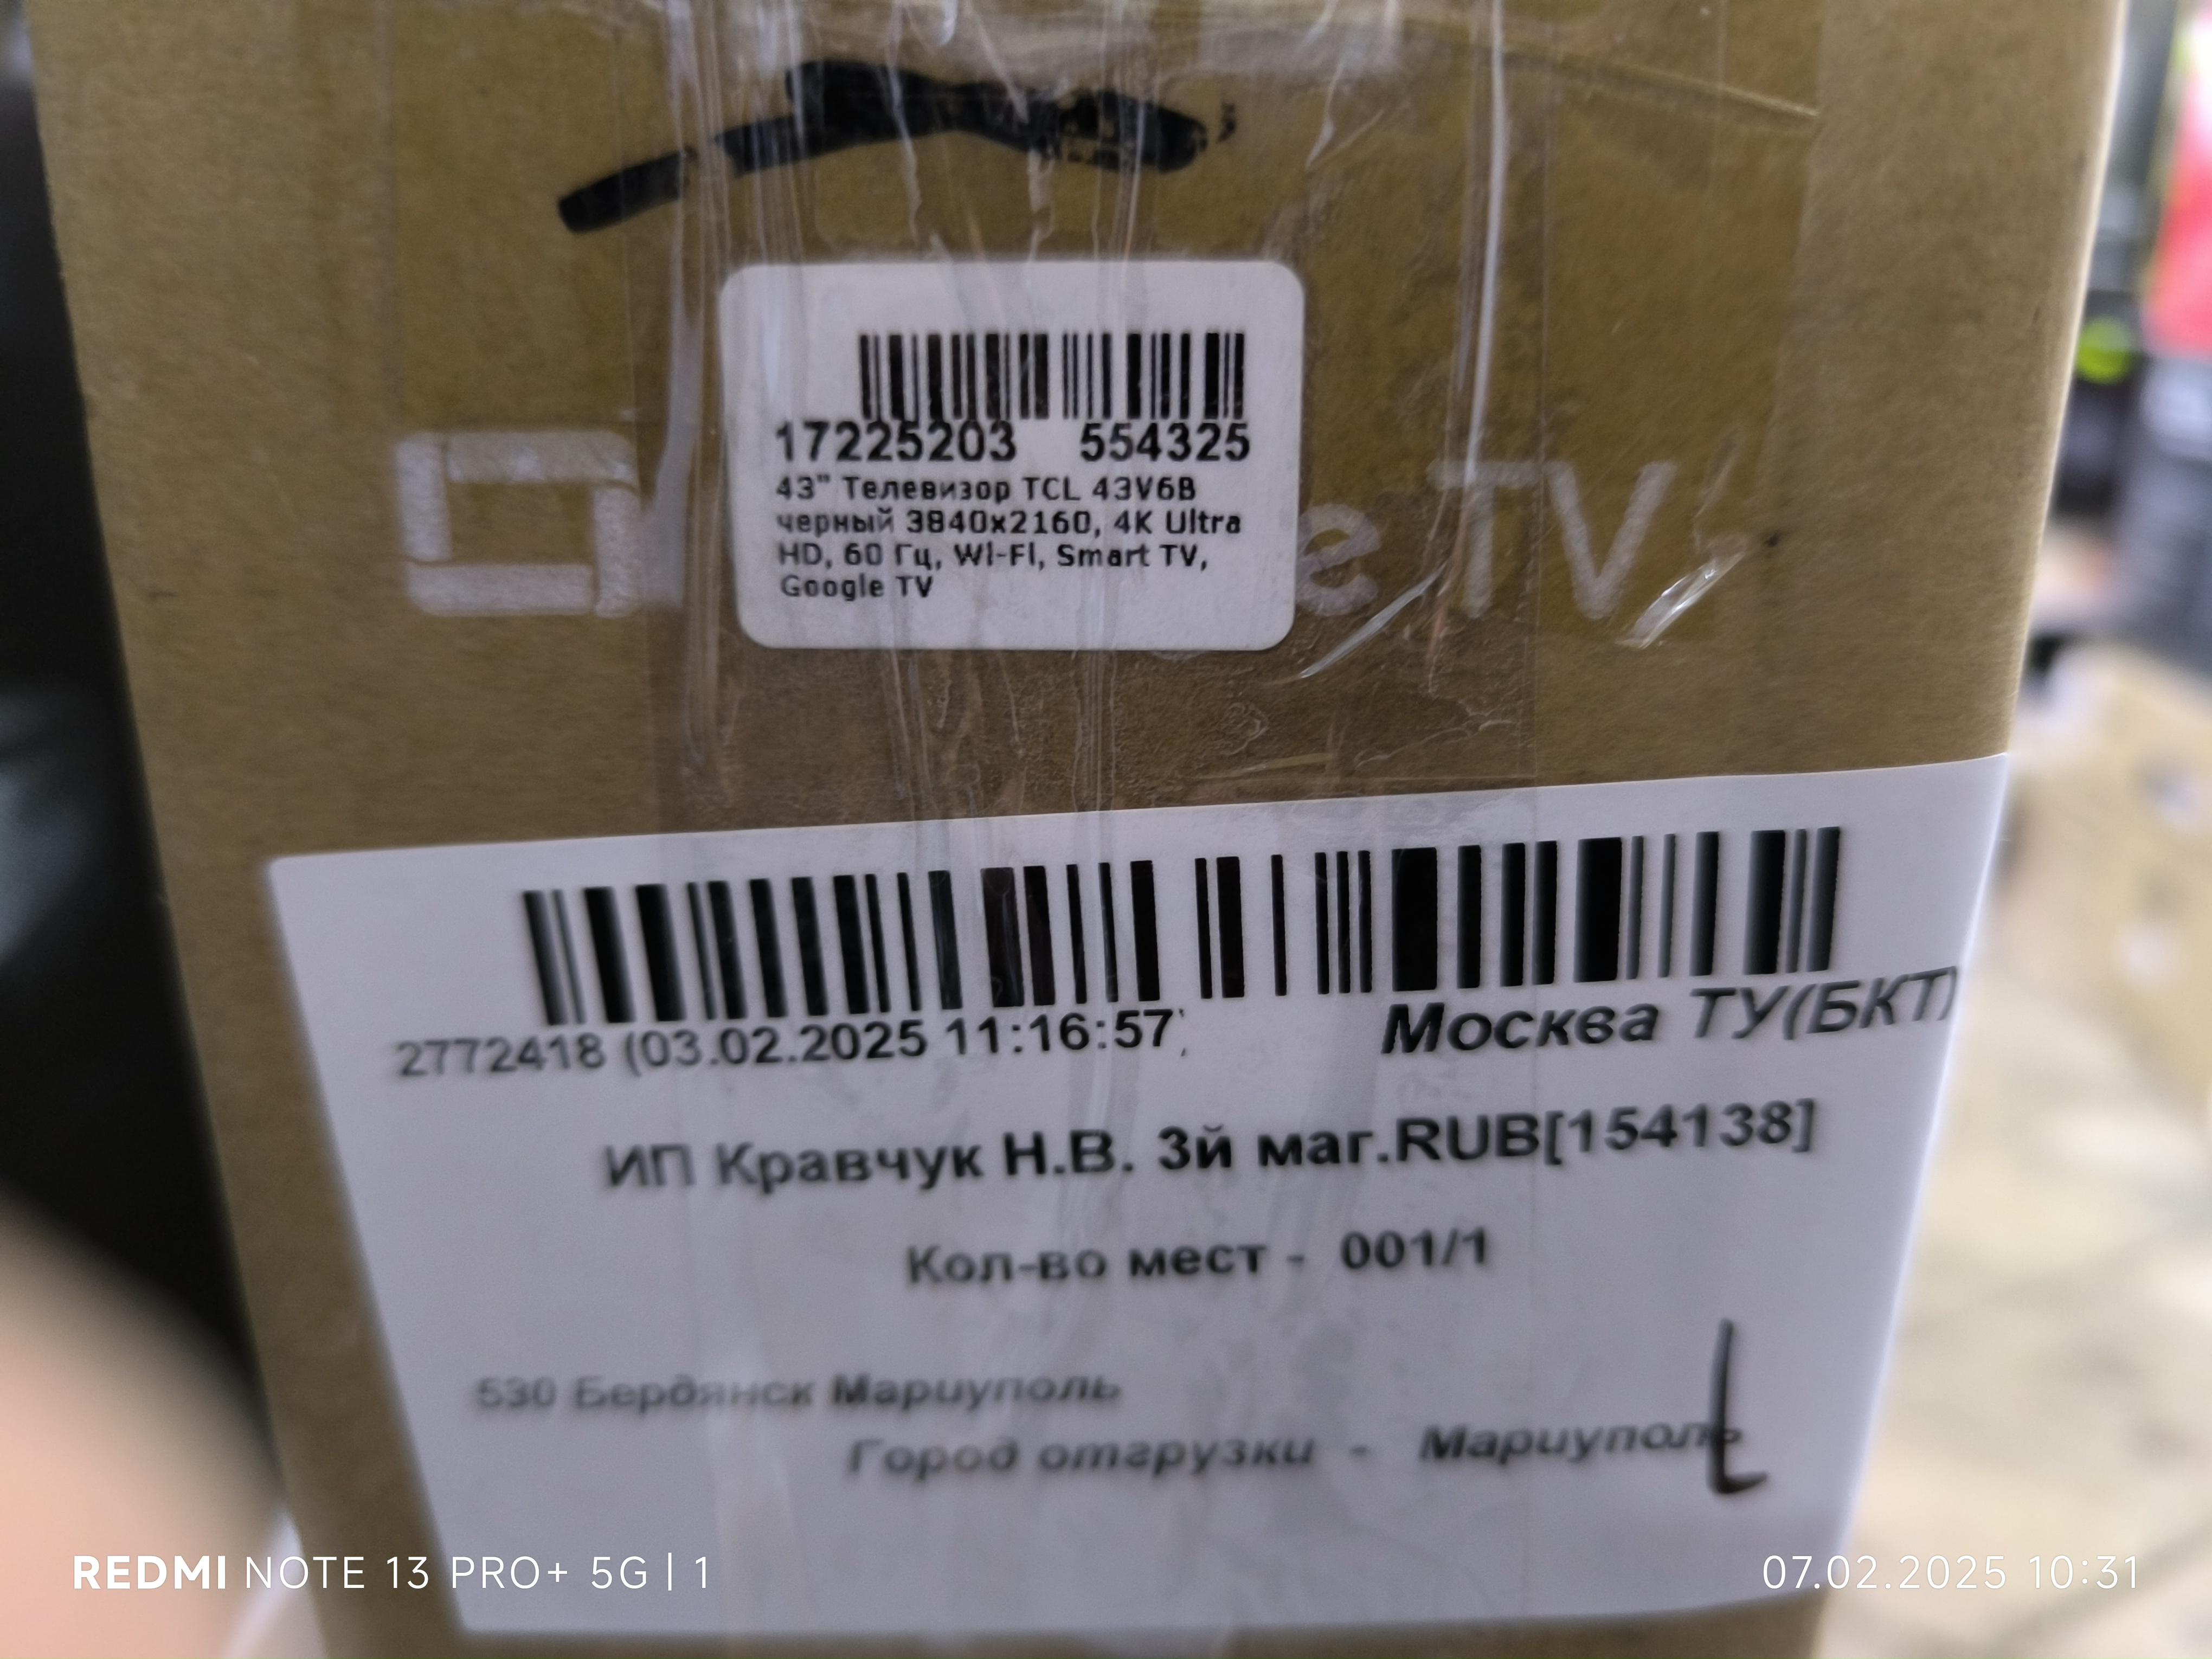 17225203 554325
43" Телевизор TCL 43V6B
черный 3840x2160, 4K Ultra
HD, 60 Гц, Wi-Fi, Smart TV,
Google TV
e TV
2772418 (03.02.2025 11:16:57)
Москва ТУ(БКТ)
ИП Кравчук Н.В. 3й маг.RUB[154138]
Кол-во мест - 001/1
530 Бердянск Мариуполь
Город отгрузки - Мариуполь
REDMI NOTE 13 PRO+ 5G | 1
07.02.2025 10:31